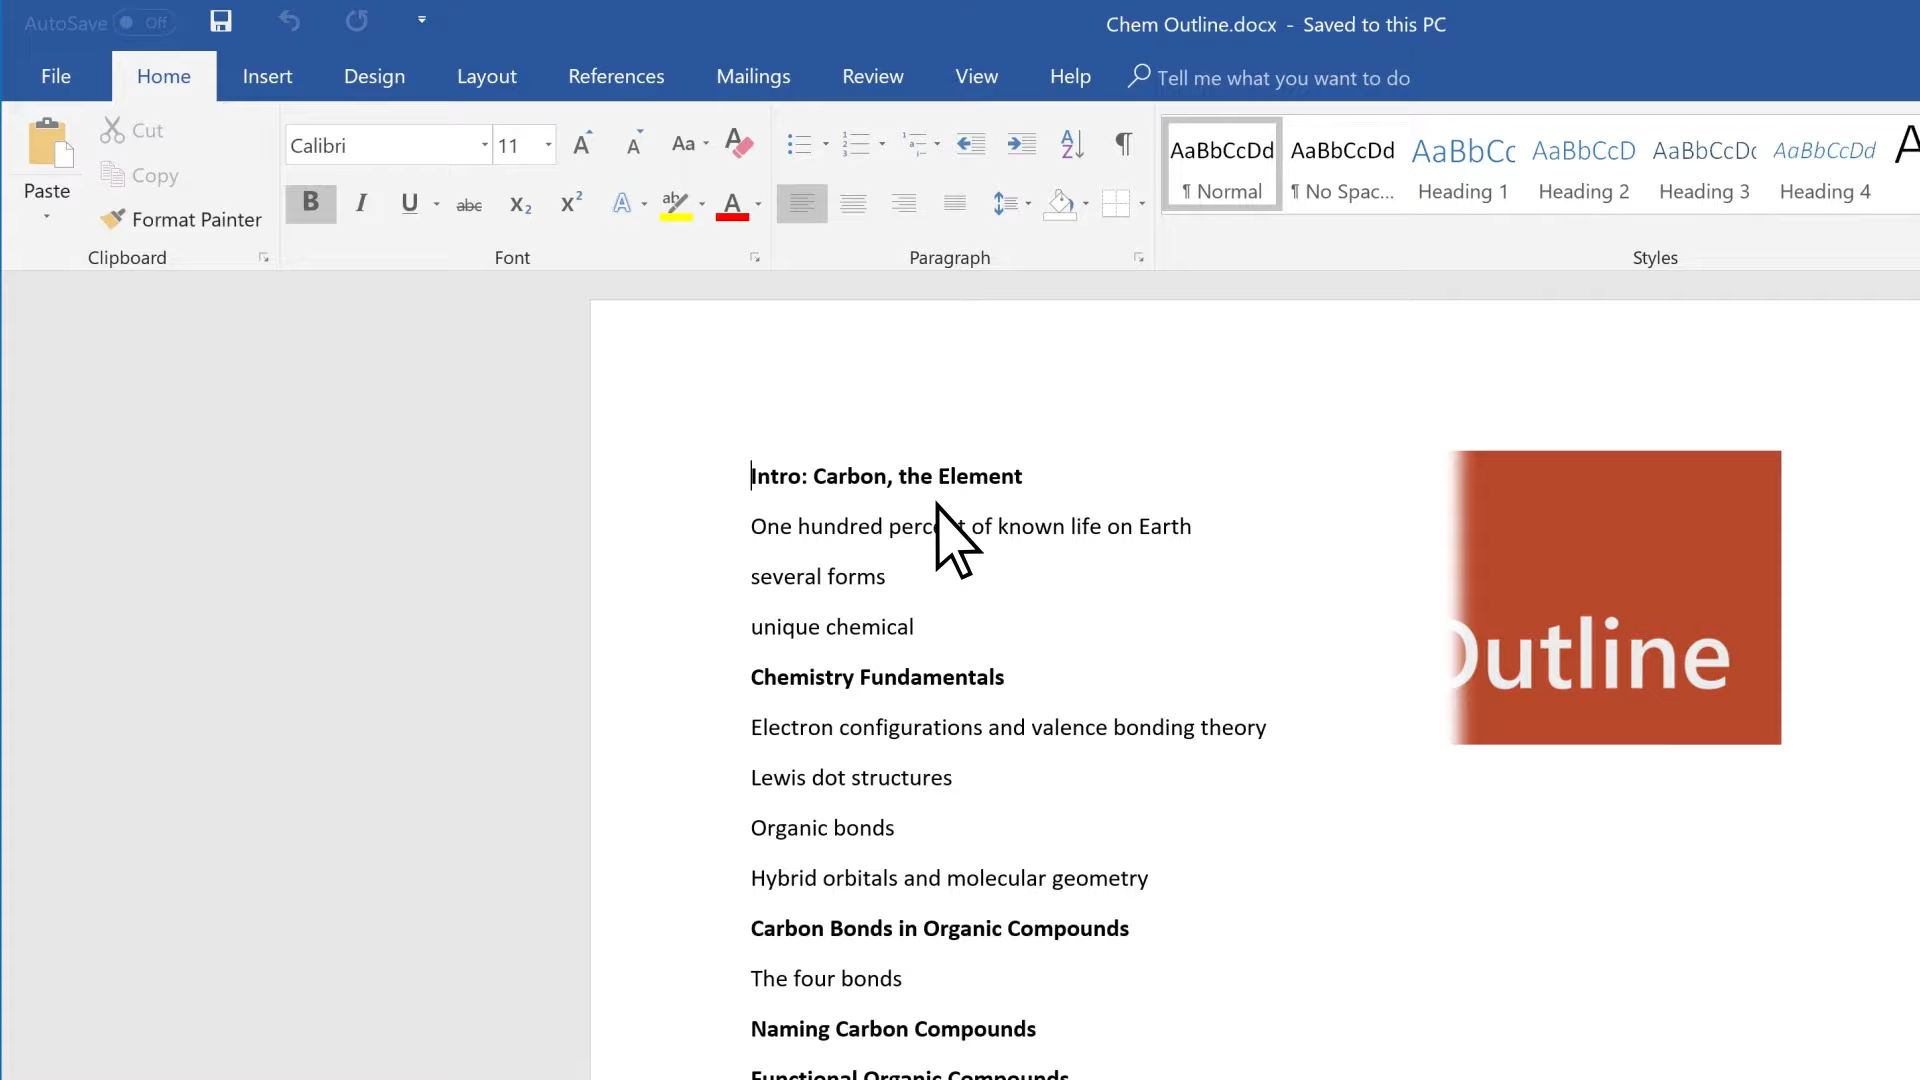 AutoSave Off
Chem Outline.docx - Saved to this PC
File Home Insert Design Layout References Mailings Review View Help Tell me what you want to do
Paste
Cut
Copy
Format Painter
Clipboard
Calibri 11
Font
Paragraph
AaBbCcDd AaBbCcDd AaBbCc AaBbCcD AaBbCcDc AaBbCcDd A
¶ Normal ¶ No Spac... Heading 1 Heading 2 Heading 3 Heading 4
Styles
Intro: Carbon, the Element
One hundred percent of known life on Earth
several forms
unique chemical
Chemistry Fundamentals
Electron configurations and valence bonding theory
Lewis dot structures
Organic bonds
Hybrid orbitals and molecular geometry
Carbon Bonds in Organic Compounds
The four bonds
Naming Carbon Compounds
Functional Organic Compounds
Outline